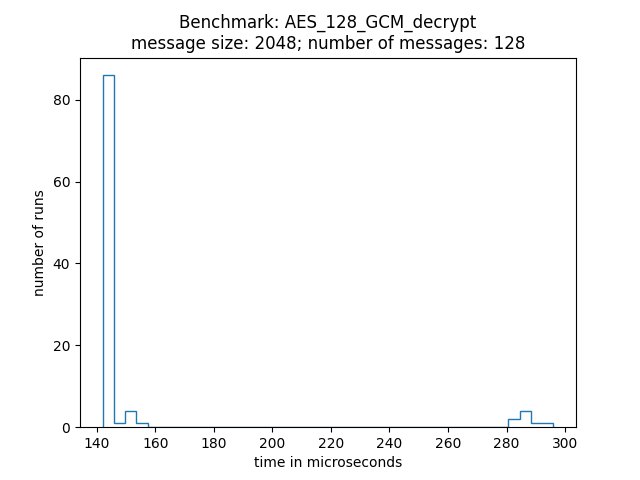 Benchmark: AES_128_GCM_decrypt
message size: 2048; number of messages: 128
80
60
40
20
0
number of runs
140 160 180 200 220 240 260 280 300
time in microseconds